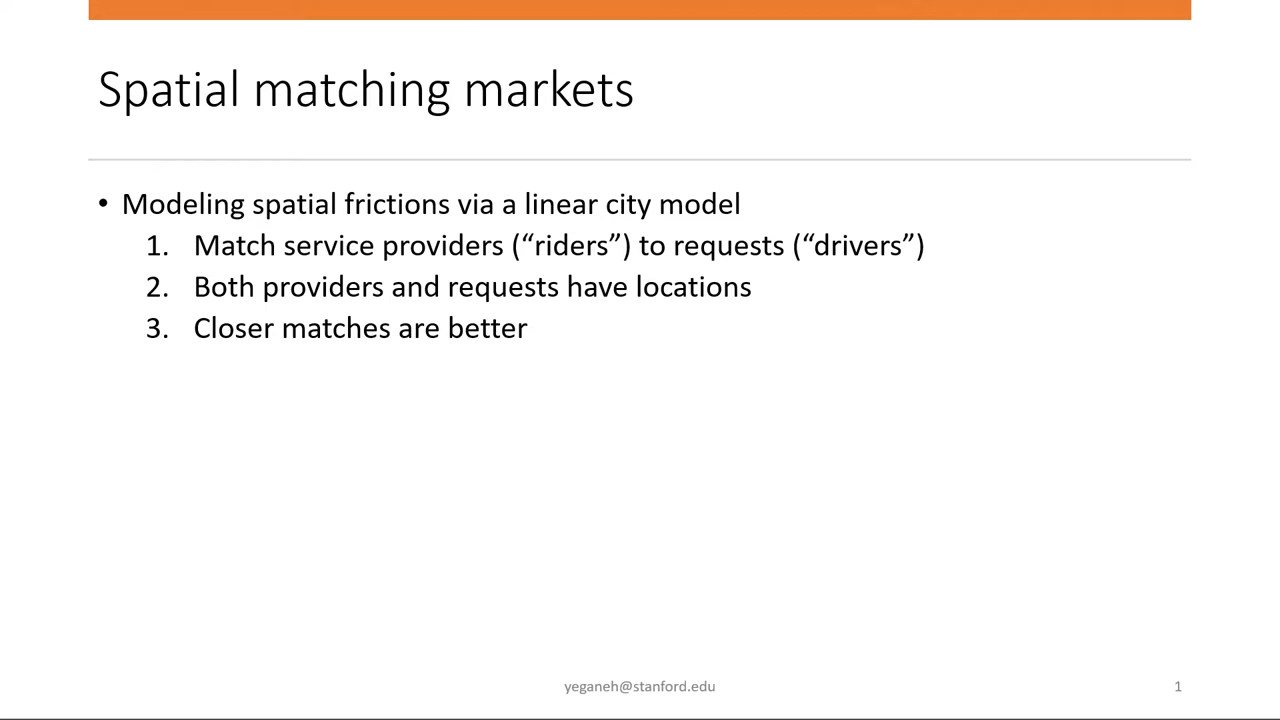 Spatial matching markets
• Modeling spatial frictions via a linear city model
1. Match service providers (“riders”) to requests (“drivers”)
2. Both providers and requests have locations
3. Closer matches are better
yeganeh@stanford.edu
1